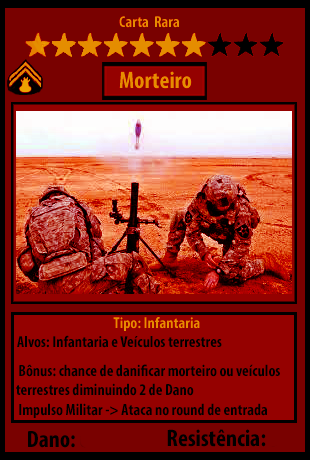 Carta Rara
Morteiro
Tipo: Infantaria
Alvos: Infantaria e Veículos terrestres
Bônus: chance de danificar morteiro ou veículos
terrestres diminuindo 2 de Dano
Impulso Militar -> Ataca no round de entrada
Dano: Resistência: